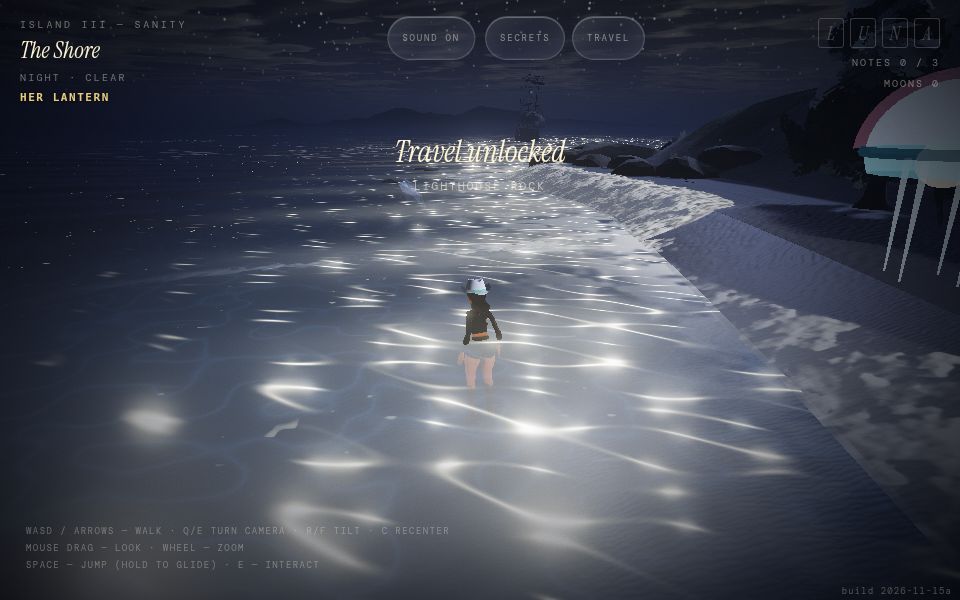 ISLAND III — SANITY
The Shore
NIGHT · CLEAR
HER LANTERN
SOUND ON
SECRETS
TRAVEL
L U N A
NOTES 0 / 3
MOONS 0
Travel unlocked
LIGHTHOUSE ROCK
WASD / ARROWS — WALK · Q/E TURN CAMERA · R/F TILT · C RECENTER
MOUSE DRAG — LOOK · WHEEL — ZOOM
SPACE — JUMP (HOLD TO GLIDE) · E — INTERACT
build 2026-11-15a